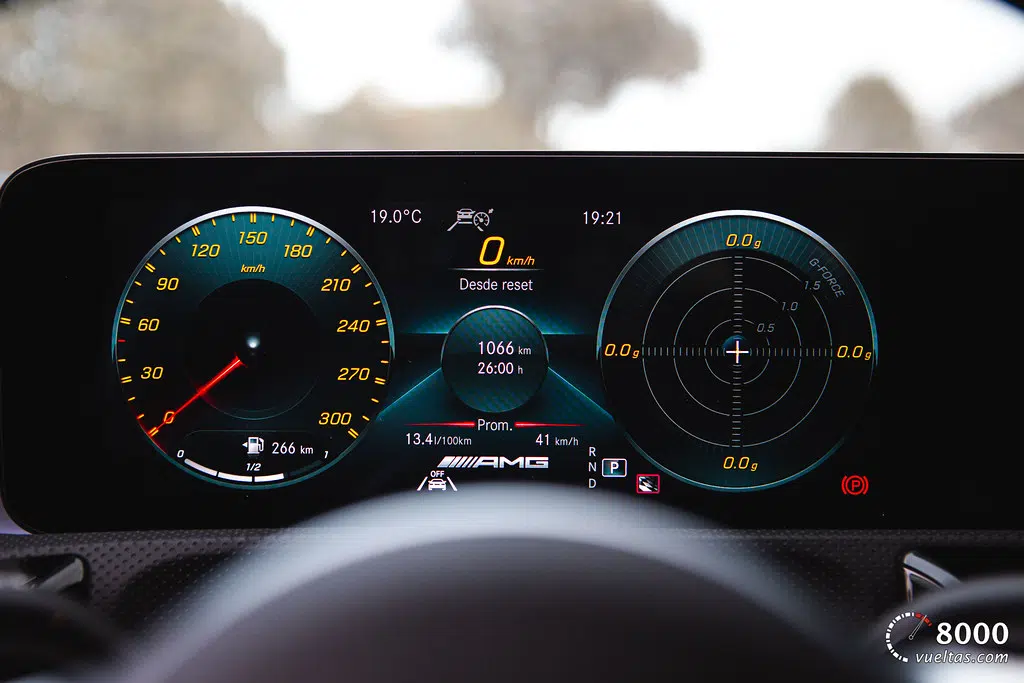 19.0°C
19:21
0 km/h
Desde reset
1066 km
26:00 h
Prom.
13.4l/100km
41 km/h
AMG
OFF
R
N
D
P
km/h
0
30
60
90
120
150
180
210
240
270
300
266 km
0
1/2
1
0.0g
G-FORCE
1.5
1.0
0.5
0.0g
0.0g
0.0g
(P)
8000
vueltas.com